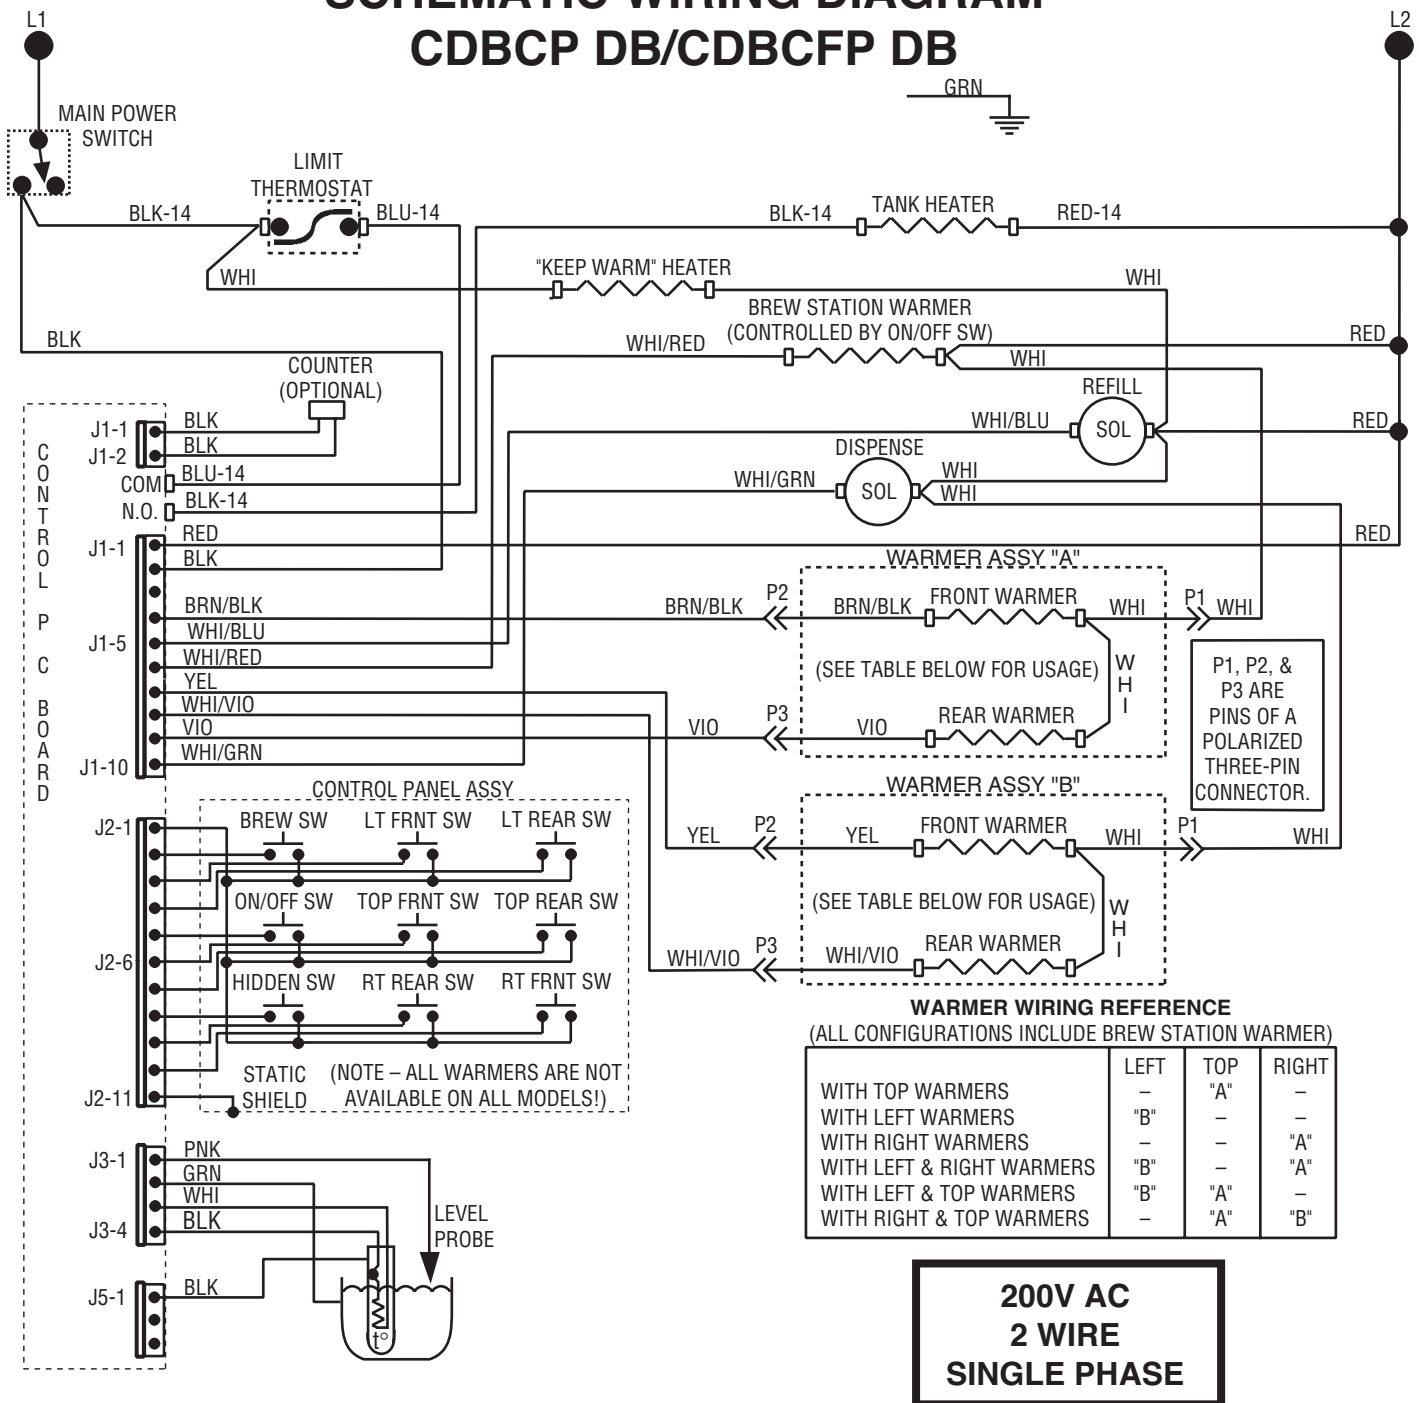 SCHEMATIC WIRING DIAGRAM
CDBCP DB/CDBCFP DB
L1
L2
GRN
MAIN POWER
SWITCH
LIMIT
THERMOSTAT
BLK-14
BLU-14
BLK-14
TANK HEATER
RED-14
WHI
"KEEP WARM" HEATER
WHI
BREW STATION WARMER
(CONTROLLED BY ON/OFF SW)
WHI/RED
WHI
RED
BLK
COUNTER
(OPTIONAL)
REFILL
SOL
WHI/BLU
RED
DISPENSE
SOL
WHI/GRN
WHI
WHI
CONTROL P C BOARD
J1-1
BLK
J1-2
BLK
COM
BLU-14
N.O.
BLK-14
J1-1
RED
RED
BLK
BRN/BLK
J1-5
WHI/BLU
WHI/RED
YEL
WHI/VIO
VIO
J1-10
WHI/GRN
WARMER ASSY "A"
BRN/BLK
P2
BRN/BLK
FRONT WARMER
WHI
P1
WHI
(SEE TABLE BELOW FOR USAGE)
WHI
VIO
P3
VIO
REAR WARMER
P1, P2, &
P3 ARE
PINS OF A
POLARIZED
THREE-PIN
CONNECTOR.
WARMER ASSY "B"
YEL
P2
YEL
FRONT WARMER
WHI
P1
WHI
(SEE TABLE BELOW FOR USAGE)
WHI
WHI/VIO
P3
WHI/VIO
REAR WARMER
CONTROL PANEL ASSY
J2-1
BREW SW
LT FRNT SW
LT REAR SW
ON/OFF SW
TOP FRNT SW
TOP REAR SW
J2-6
HIDDEN SW
RT REAR SW
RT FRNT SW
J2-11
STATIC
SHIELD
(NOTE – ALL WARMERS ARE NOT
AVAILABLE ON ALL MODELS!)
J3-1
PNK
GRN
WHI
J3-4
BLK
LEVEL
PROBE
J5-1
BLK
t°
WARMER WIRING REFERENCE
(ALL CONFIGURATIONS INCLUDE BREW STATION WARMER)
LEFT TOP RIGHT
WITH TOP WARMERS – "A" –
WITH LEFT WARMERS "B" – –
WITH RIGHT WARMERS – – "A"
WITH LEFT & RIGHT WARMERS "B" – "A"
WITH LEFT & TOP WARMERS "B" "A" –
WITH RIGHT & TOP WARMERS – "A" "B"
200V AC
2 WIRE
SINGLE PHASE